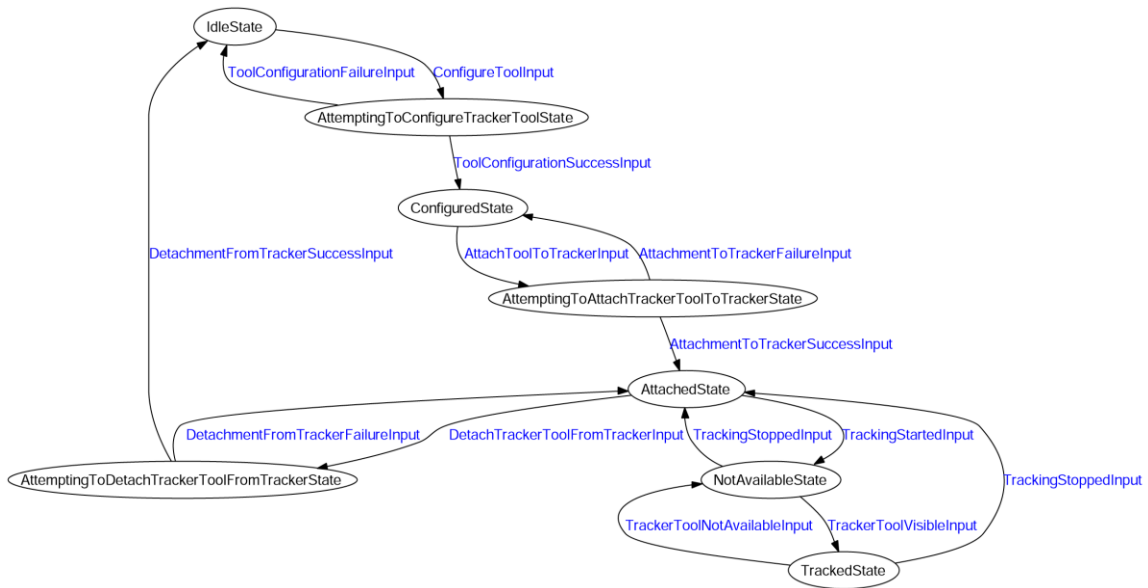 IdleState
ToolConfigurationFailureInput
ConfigureToolInput
AttemptingToConfigureTrackerToolState
ToolConfigurationSuccessInput
ConfiguredState
DetachmentFromTrackerSuccessInput
AttachToolToTrackerInput
AttachmentToTrackerFailureInput
AttemptingToAttachTrackerToolToTrackerState
AttachmentToTrackerSuccessInput
AttachedState
DetachmentFromTrackerFailureInput
DetachTrackerToolFromTrackerInput
TrackingStoppedInput
TrackingStartedInput
AttemptingToDetachTrackerToolFromTrackerState
NotAvailableState
TrackingStoppedInput
TrackerToolNotAvailableInput
TrackerToolVisibleInput
TrackedState